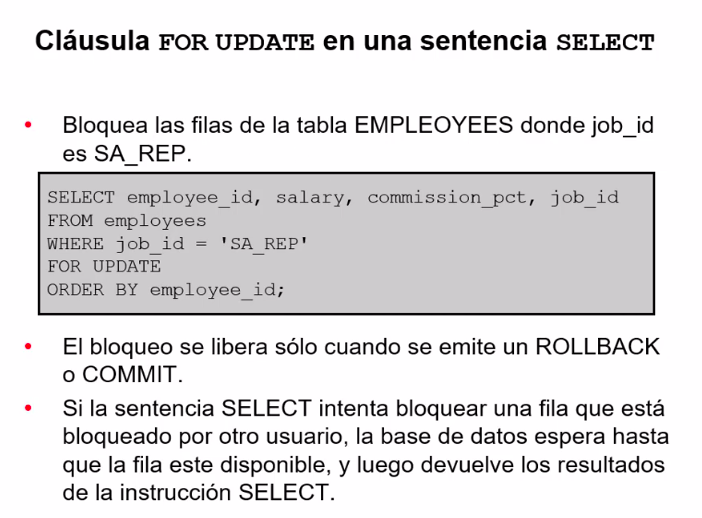 Cláusula FOR UPDATE en una sentencia SELECT
• Bloquea las filas de la tabla EMPLEOYEES donde job_id
es SA_REP.
SELECT employee_id, salary, commission_pct, job_id
FROM employees
WHERE job_id = 'SA_REP'
FOR UPDATE
ORDER BY employee_id;
• El bloqueo se libera sólo cuando se emite un ROLLBACK
o COMMIT.
• Si la sentencia SELECT intenta bloquear una fila que está
bloqueado por otro usuario, la base de datos espera hasta
que la fila este disponible, y luego devuelve los resultados
de la instrucción SELECT.